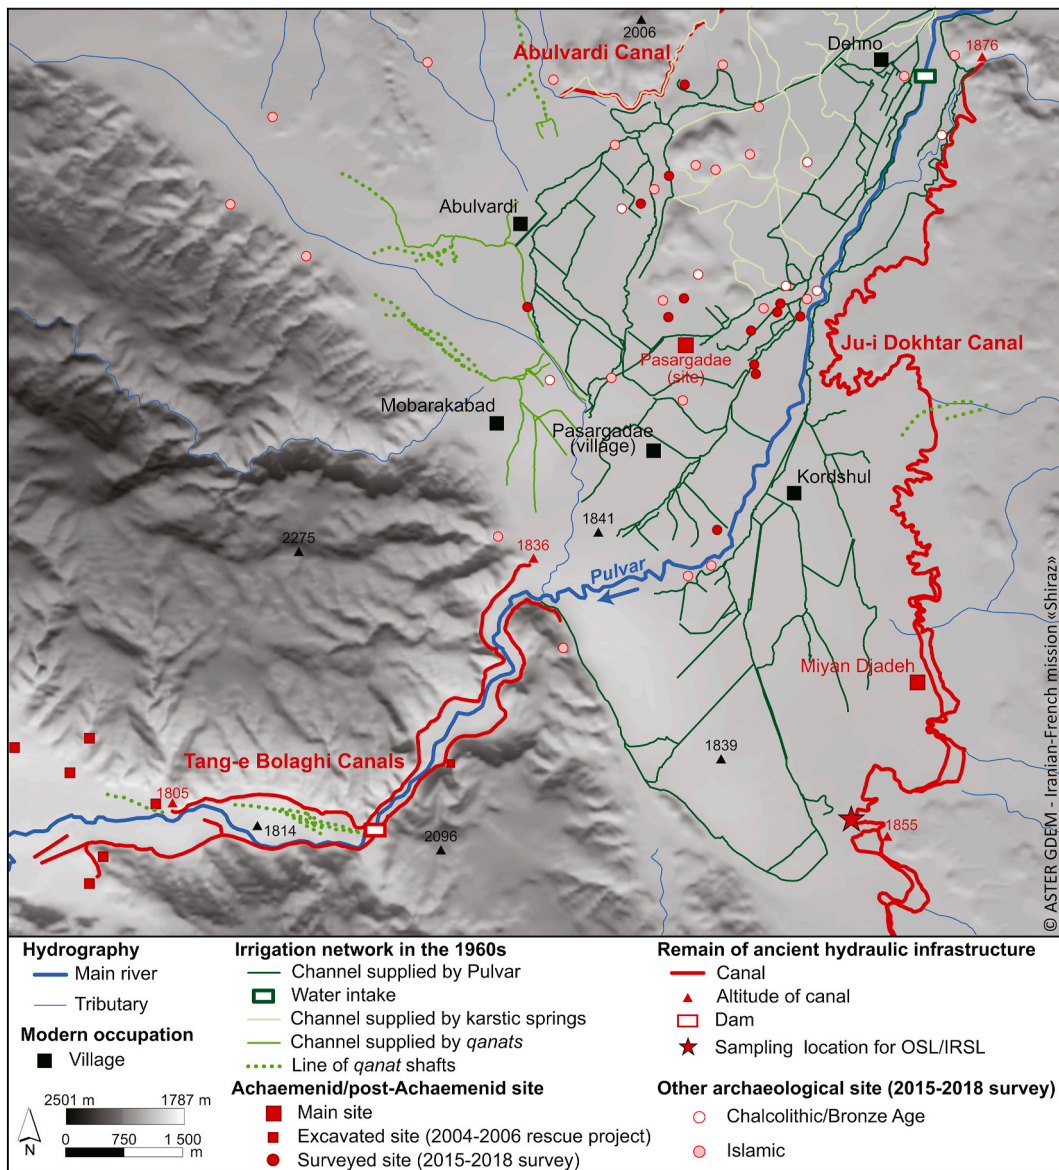 2006
Abulvardi Canal
Dehno
1876
Abulvardi
Ju-i Dokhtar Canal
Pasargadae
(site)
Mobarakabad
Pasargadae
(village)
Kordshul
1841
2275
1836
Pulvar
Miyan Djadeh
Tang-e Bolaghi Canals
1839
1805
1814
2096
1855
© ASTER GDEM - Iranian-French mission «Shiraz»
Hydrography
Main river
Tributary
Modern occupation
Village
2501 m 1787 m
0 750 1 500
N m
Irrigation network in the 1960s
Channel supplied by Pulvar
Water intake
Channel supplied by karstic springs
Channel supplied by qanats
Line of qanat shafts
Achaemenid/post-Achaemenid site
Main site
Excavated site (2004-2006 rescue project)
Surveyed site (2015-2018 survey)
Remain of ancient hydraulic infrastructure
Canal
Altitude of canal
Dam
Sampling location for OSL/IRSL
Other archaeological site (2015-2018 survey)
Chalcolithic/Bronze Age
Islamic